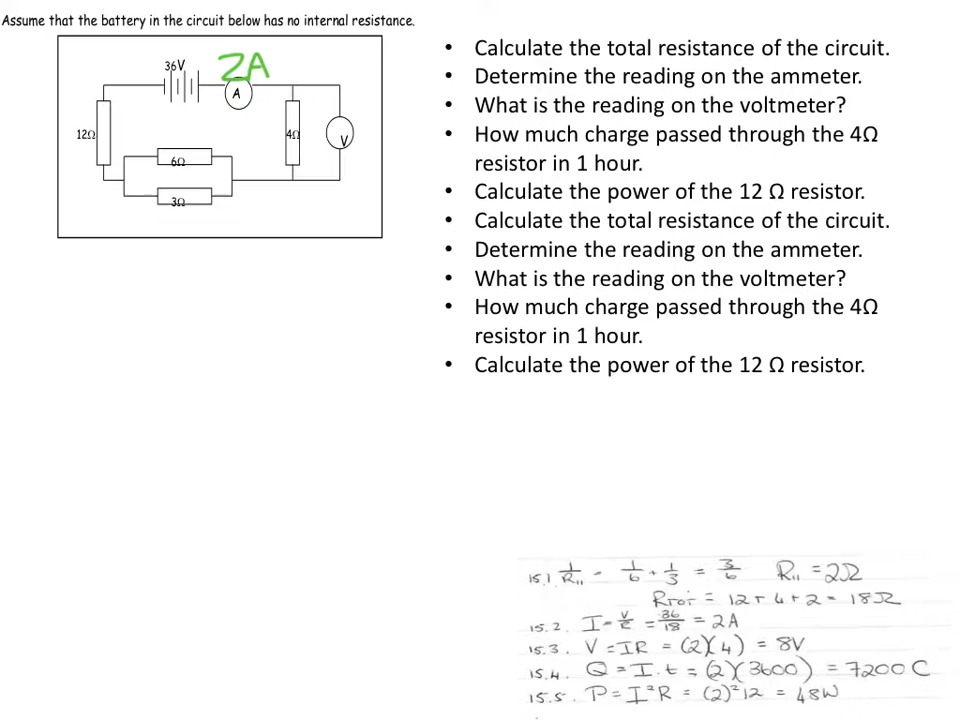 Assume that the battery in the circuit below has no internal resistance.
36V
2A
A
12Ω
4Ω
V
6Ω
3Ω
• Calculate the total resistance of the circuit.
• Determine the reading on the ammeter.
• What is the reading on the voltmeter?
• How much charge passed through the 4Ω
resistor in 1 hour.
• Calculate the power of the 12 Ω resistor.
• Calculate the total resistance of the circuit.
• Determine the reading on the ammeter.
• What is the reading on the voltmeter?
• How much charge passed through the 4Ω
resistor in 1 hour.
• Calculate the power of the 12 Ω resistor.
15.1 1/R11 = 1/6 + 1/3 = 3/6 R11 = 2Ω
RTOT = 12 + 4 + 2 = 18Ω
15.2. I = V/R = 36/18 = 2A
15.3. V = IR = (2)(4) = 8V
15.4. Q = I.t = (2)(3600) = 7200 C
15.5. P = I²R = (2)²12 = 48W